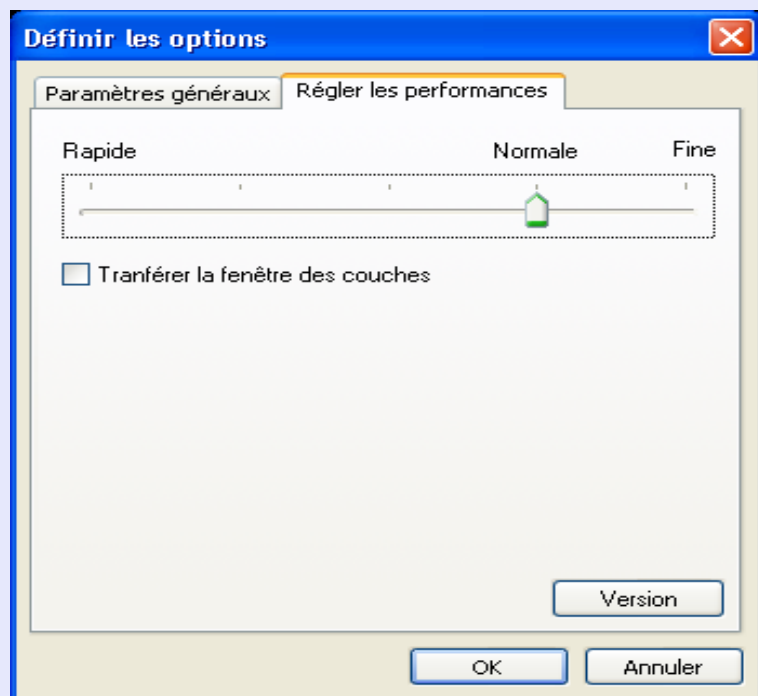 Définir les options
Paramètres généraux Régler les performances
Rapide Normale Fine
Tranférer la fenêtre des couches
Version
OK Annuler